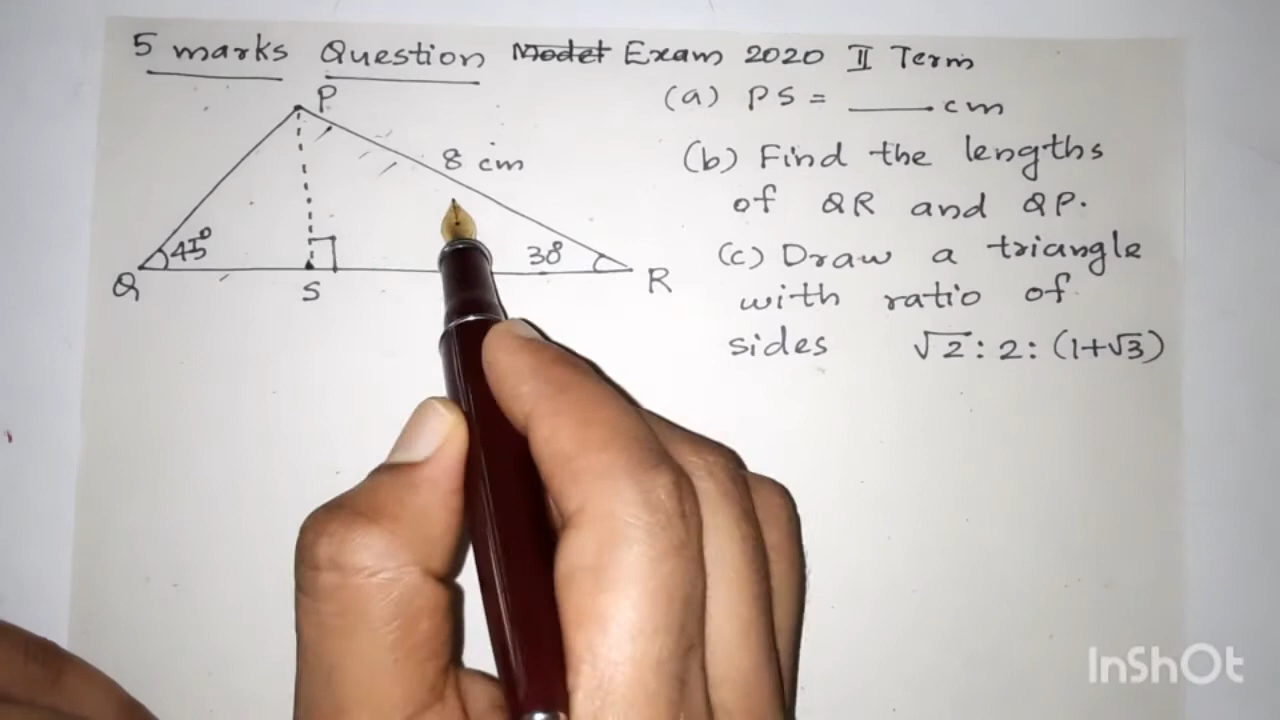 5 marks Question Model Exam 2020 II Term
P
8 cm
45°
30°
Q
S
R
(a) PS = ____ cm
(b) Find the lengths
of QR and QP.
(c) Draw a triangle
with ratio of
sides √2 : 2 : (1+√3)
InShOt